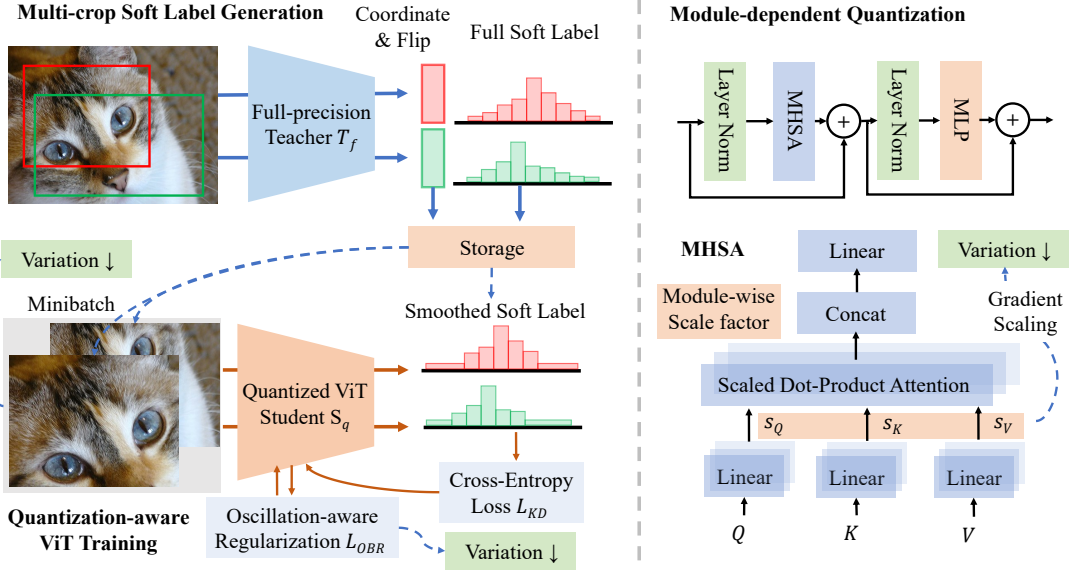 Multi-crop Soft Label Generation
Coordinate
& Flip
Full Soft Label
Full-precision
Teacher T_f
Storage
Variation ↓
Minibatch
Smoothed Soft Label
Quantized ViT
Student S_q
Cross-Entropy
Loss L_KD
Quantization-aware
ViT Training
Oscillation-aware
Regularization L_OBR
Variation ↓
Module-dependent Quantization
Layer Norm
MHSA
+
Layer Norm
MLP
+
MHSA
Linear
Variation ↓
Module-wise
Scale factor
Concat
Gradient
Scaling
Scaled Dot-Product Attention
s_Q
s_K
s_V
Linear
Linear
Linear
Q
K
V